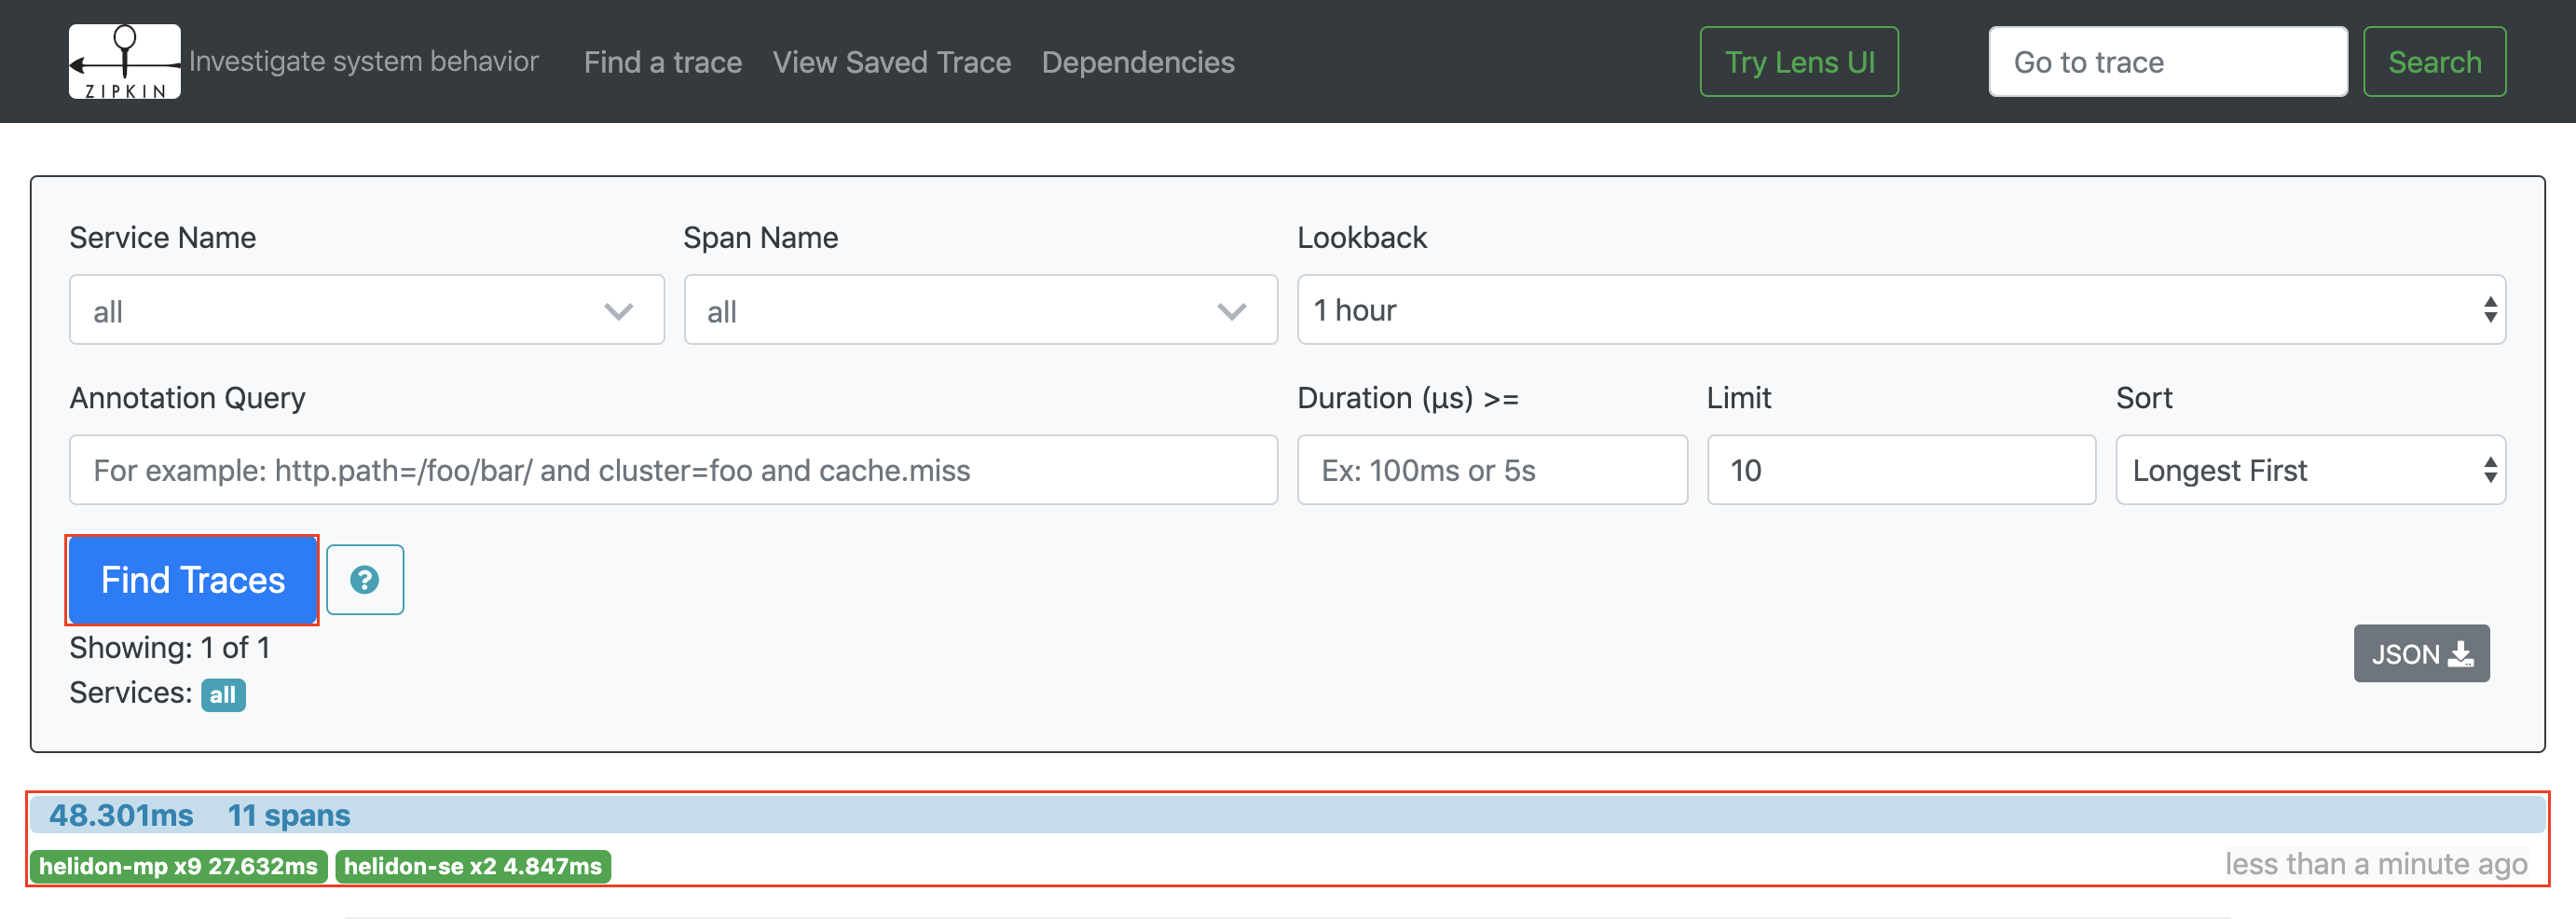 ZIPKIN Investigate system behavior Find a trace View Saved Trace Dependencies Try Lens UI Go to trace Search
Service Name Span Name Lookback
all all 1 hour
Annotation Query Duration (μs) >= Limit Sort
For example: http.path=/foo/bar/ and cluster=foo and cache.miss Ex: 100ms or 5s 10 Longest First
Find Traces ?
Showing: 1 of 1
JSON
Services: all
48.301ms 11 spans
helidon-mp x9 27.632ms helidon-se x2 4.847ms less than a minute ago